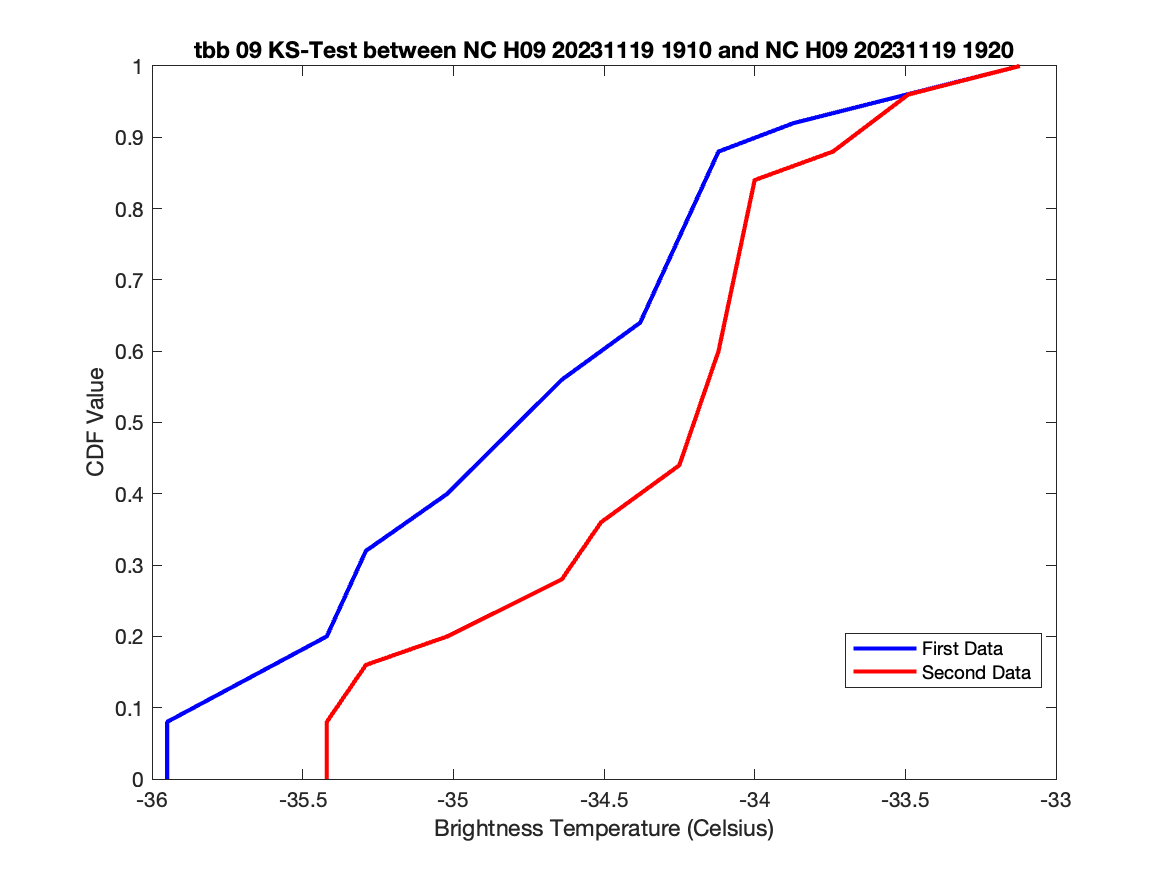 tbb 09 KS-Test between NC H09 20231119 1910 and NC H09 20231119 1920
1
0.9
0.8
0.7
0.6
0.5
0.4
0.3
0.2
0.1
0
CDF Value
First Data
Second Data
-36 -35.5 -35 -34.5 -34 -33.5 -33
Brightness Temperature (Celsius)